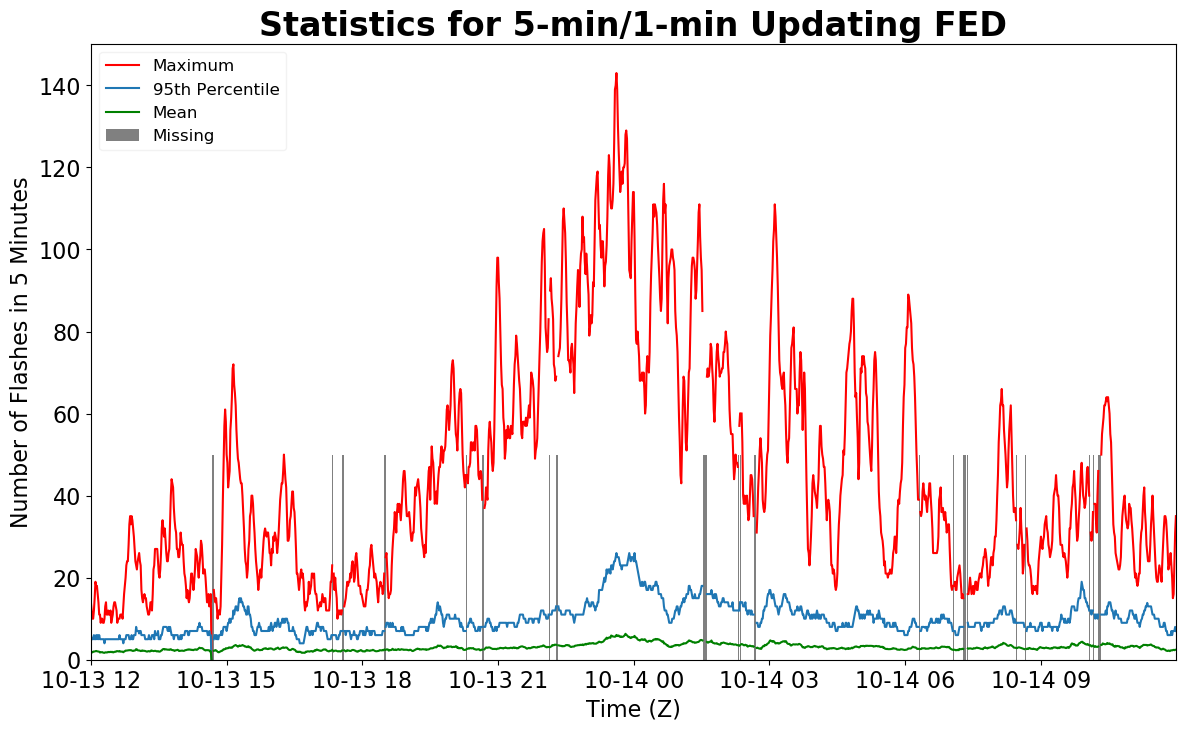 Statistics for 5-min/1-min Updating FED
Maximum
95th Percentile
Mean
Missing
Number of Flashes in 5 Minutes
140
120
100
80
60
40
20
0
10-13 12 10-13 15 10-13 18 10-13 21 10-14 00 10-14 03 10-14 06 10-14 09
Time (Z)